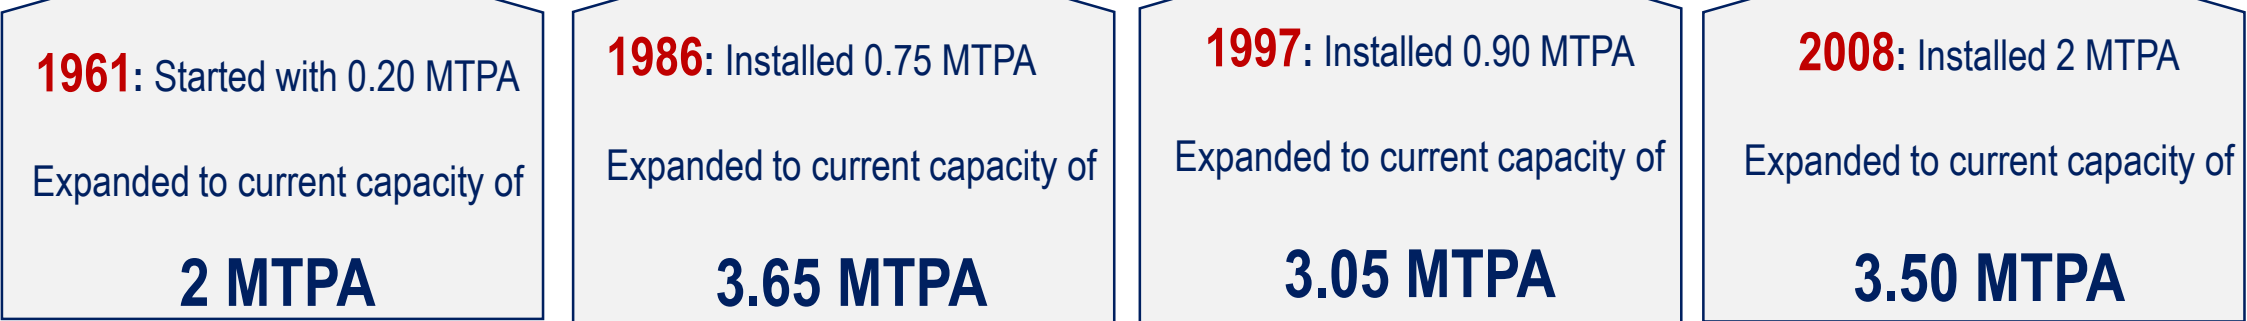 1961: Started with 0.20 MTPA
Expanded to current capacity of
2 MTPA
1986: Installed 0.75 MTPA
Expanded to current capacity of
3.65 MTPA
1997: Installed 0.90 MTPA
Expanded to current capacity of
3.05 MTPA
2008: Installed 2 MTPA
Expanded to current capacity of
3.50 MTPA